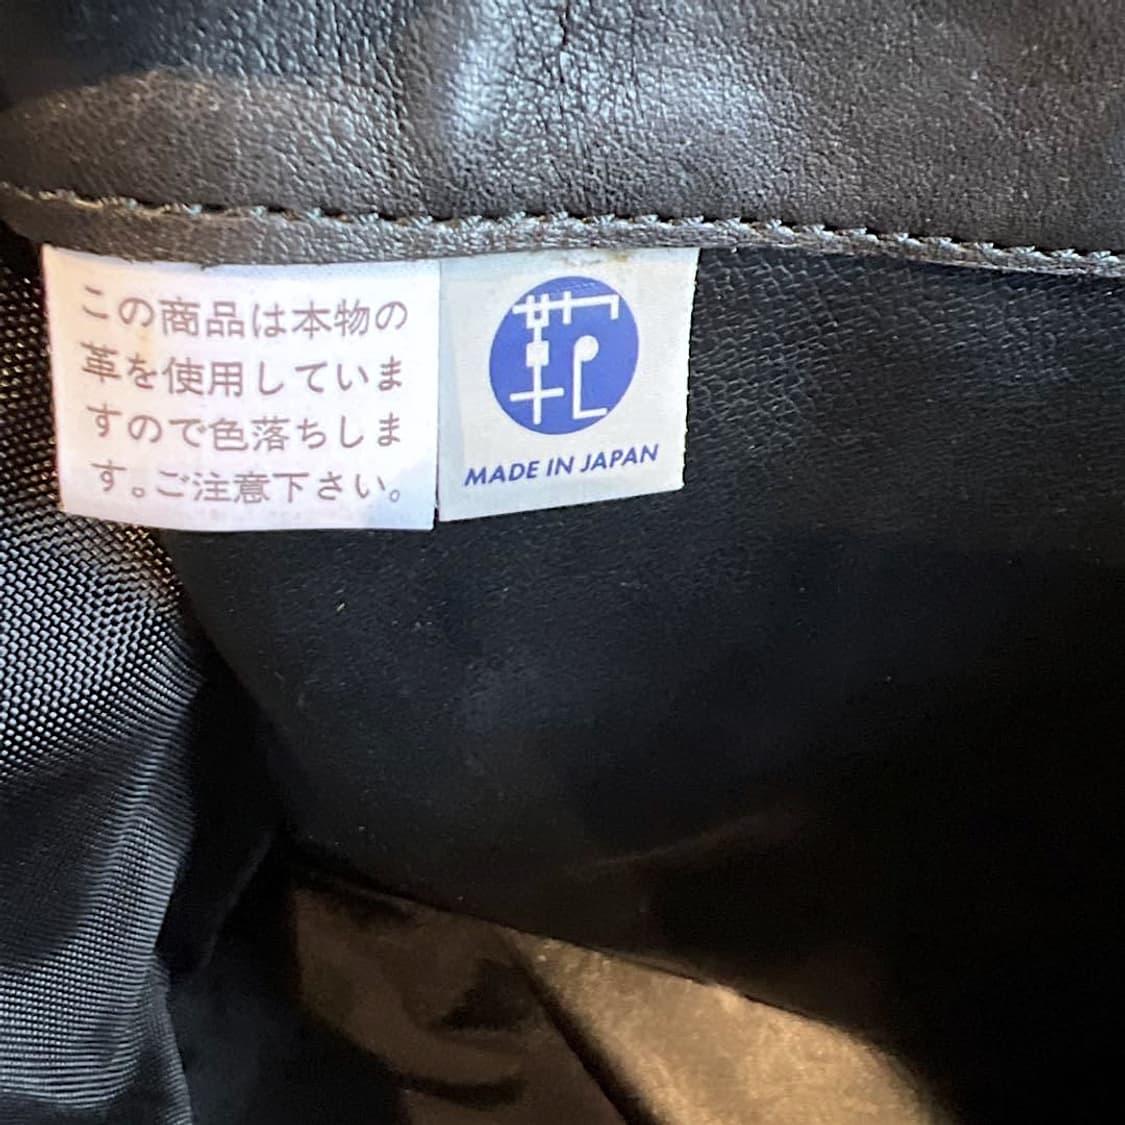 この商品は本物の
革を使用していま
すので色落ちしま
す。ご注意下さい。
MADE IN JAPAN